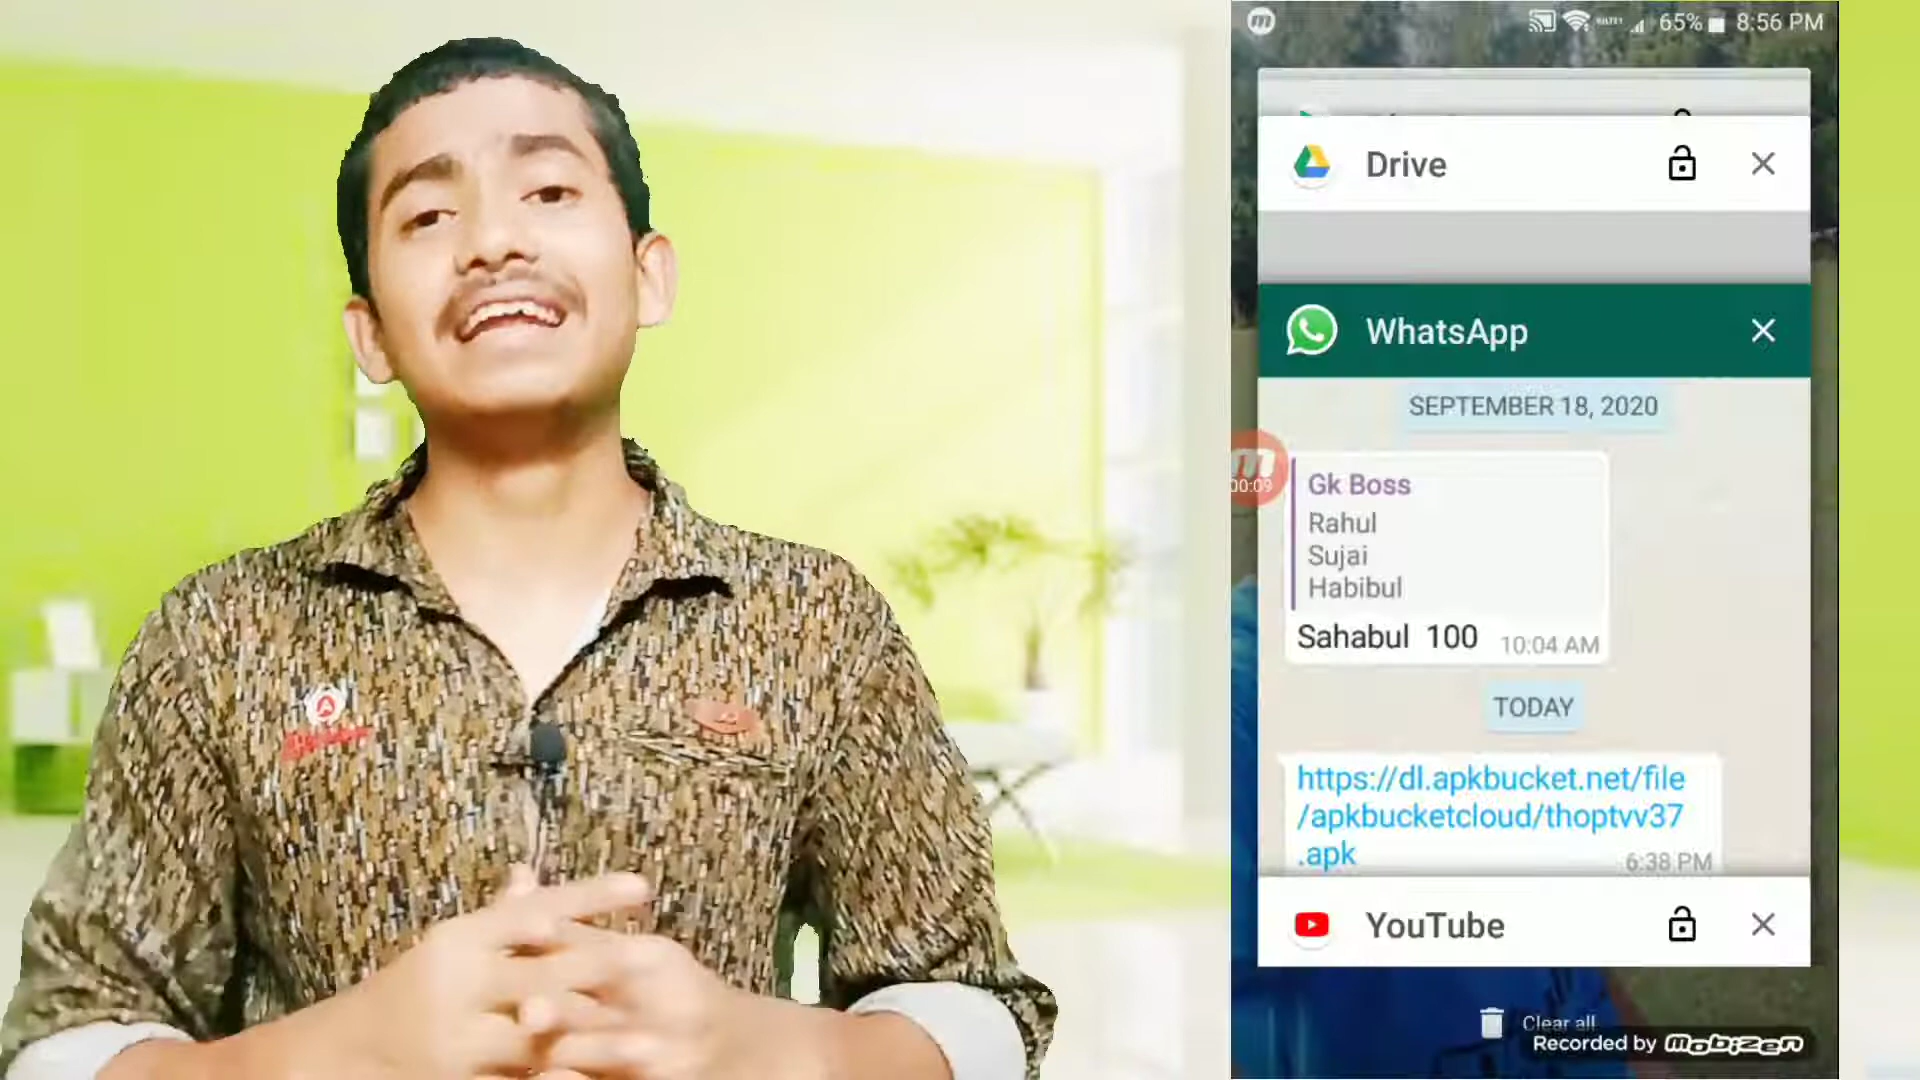 65% 8:56 PM
Drive
WhatsApp
SEPTEMBER 18, 2020
Gk Boss
Rahul
Sujai
Habibul
Sahabul 100 10:04 AM
TODAY
https://dl.apkbucket.net/file
/apkbucketcloud/thoptvv37
.apk
6:38 PM
00:09
YouTube
Clear all
Recorded by Mobizen